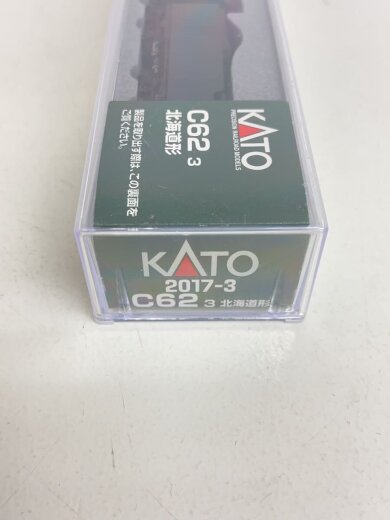 KATO
PRECISION RAILROAD MODELS
C62 3
北海道形
製品を取り出す際は、この裏面を
ご覧ください。
KATO
2017-3
C62 3 北海道形